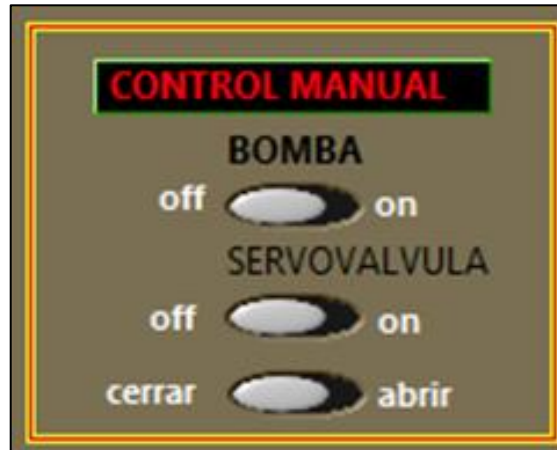 CONTROL MANUAL
BOMBA
off on
SERVOVALVULA
off on
cerrar abrir